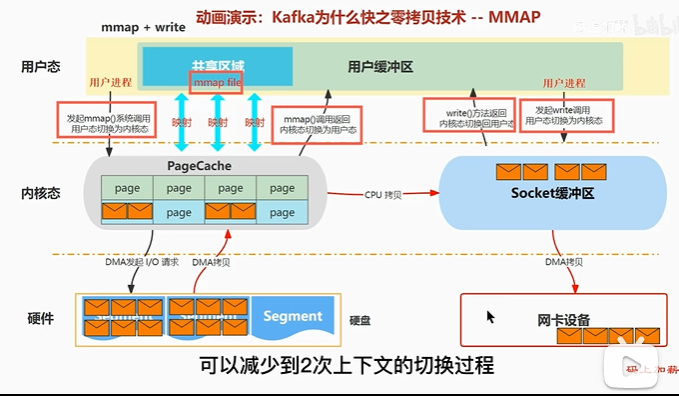 动画演示：Kafka为什么快之零拷贝技术 -- MMAP
mmap + write
用户态
用户进程
共享区域
mmap file
用户缓冲区
用户进程
发起mmap()系统调用
用户态切换为内核态
映射
映射
映射
mmap()调用返回
内核态切换为用户态
write()方法返回
内核态切换回用户态
发起write调用
用户态切换为内核态
内核态
PageCache
page
page
page
page
page
page
CPU 拷贝
Socket缓冲区
DMA发起 I/O 请求
DMA拷贝
DMA拷贝
硬件
Segment
硬盘
网卡设备
可以减少到2次上下文的切换过程
码上加薪